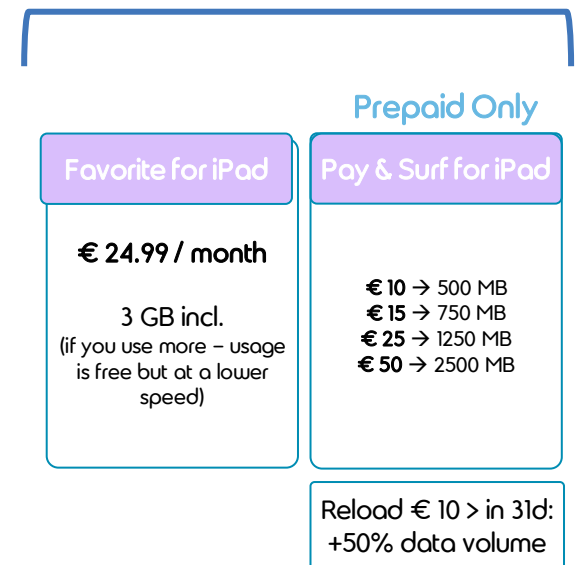 Prepaid Only
Favorite for iPad
Pay & Surf for iPad
€ 24.99 / month
3 GB incl.
(if you use more – usage
is free but at a lower
speed)
€ 10 → 500 MB
€ 15 → 750 MB
€ 25 → 1250 MB
€ 50 → 2500 MB
Reload € 10 > in 31d:
+50% data volume